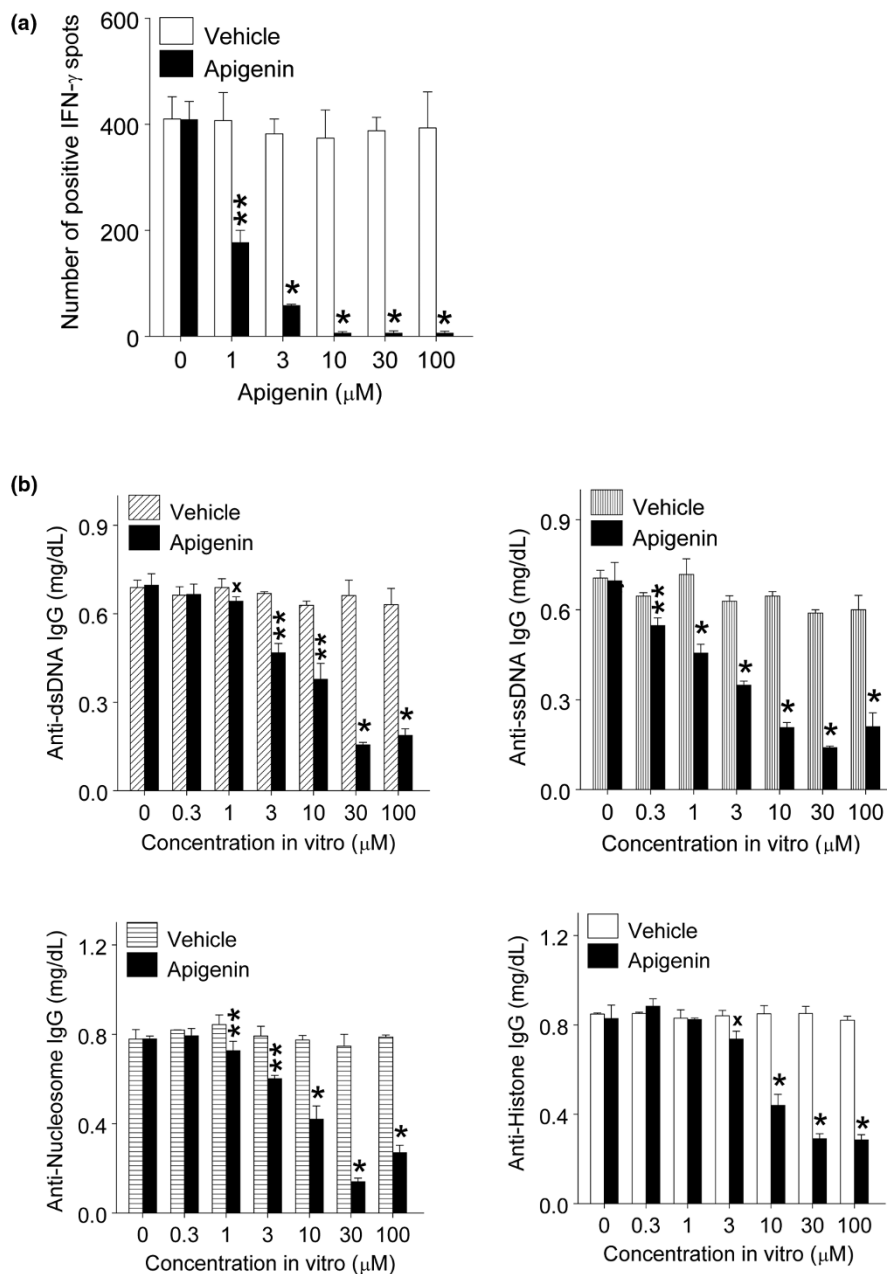 (a)
600
Vehicle
Apigenin
400
200
0
Number of positive IFN-γ spots
**
*
*
*
*
0 1 3 10 30 100
Apigenin (μM)
(b)
Vehicle
Apigenin
0.9
0.6
0.3
0.0
Anti-dsDNA IgG (mg/dL)
x
**
**
*
*
0 0.3 1 3 10 30 100
Concentration in vitro (μM)
Vehicle
Apigenin
0.9
0.6
0.3
0.0
Anti-ssDNA IgG (mg/dL)
**
*
*
*
*
*
0 0.3 1 3 10 30 100
Concentration in vitro (μM)
1.2
Vehicle
Apigenin
0.8
0.4
0.0
Anti-Nucleosome IgG (mg/dL)
**
**
*
*
*
0 0.3 1 3 10 30 100
Concentration in vitro (μM)
1.2
Vehicle
Apigenin
0.8
0.4
0.0
Anti-Histone IgG (mg/dL)
x
*
*
*
0 0.3 1 3 10 30 100
Concentration in vitro (μM)